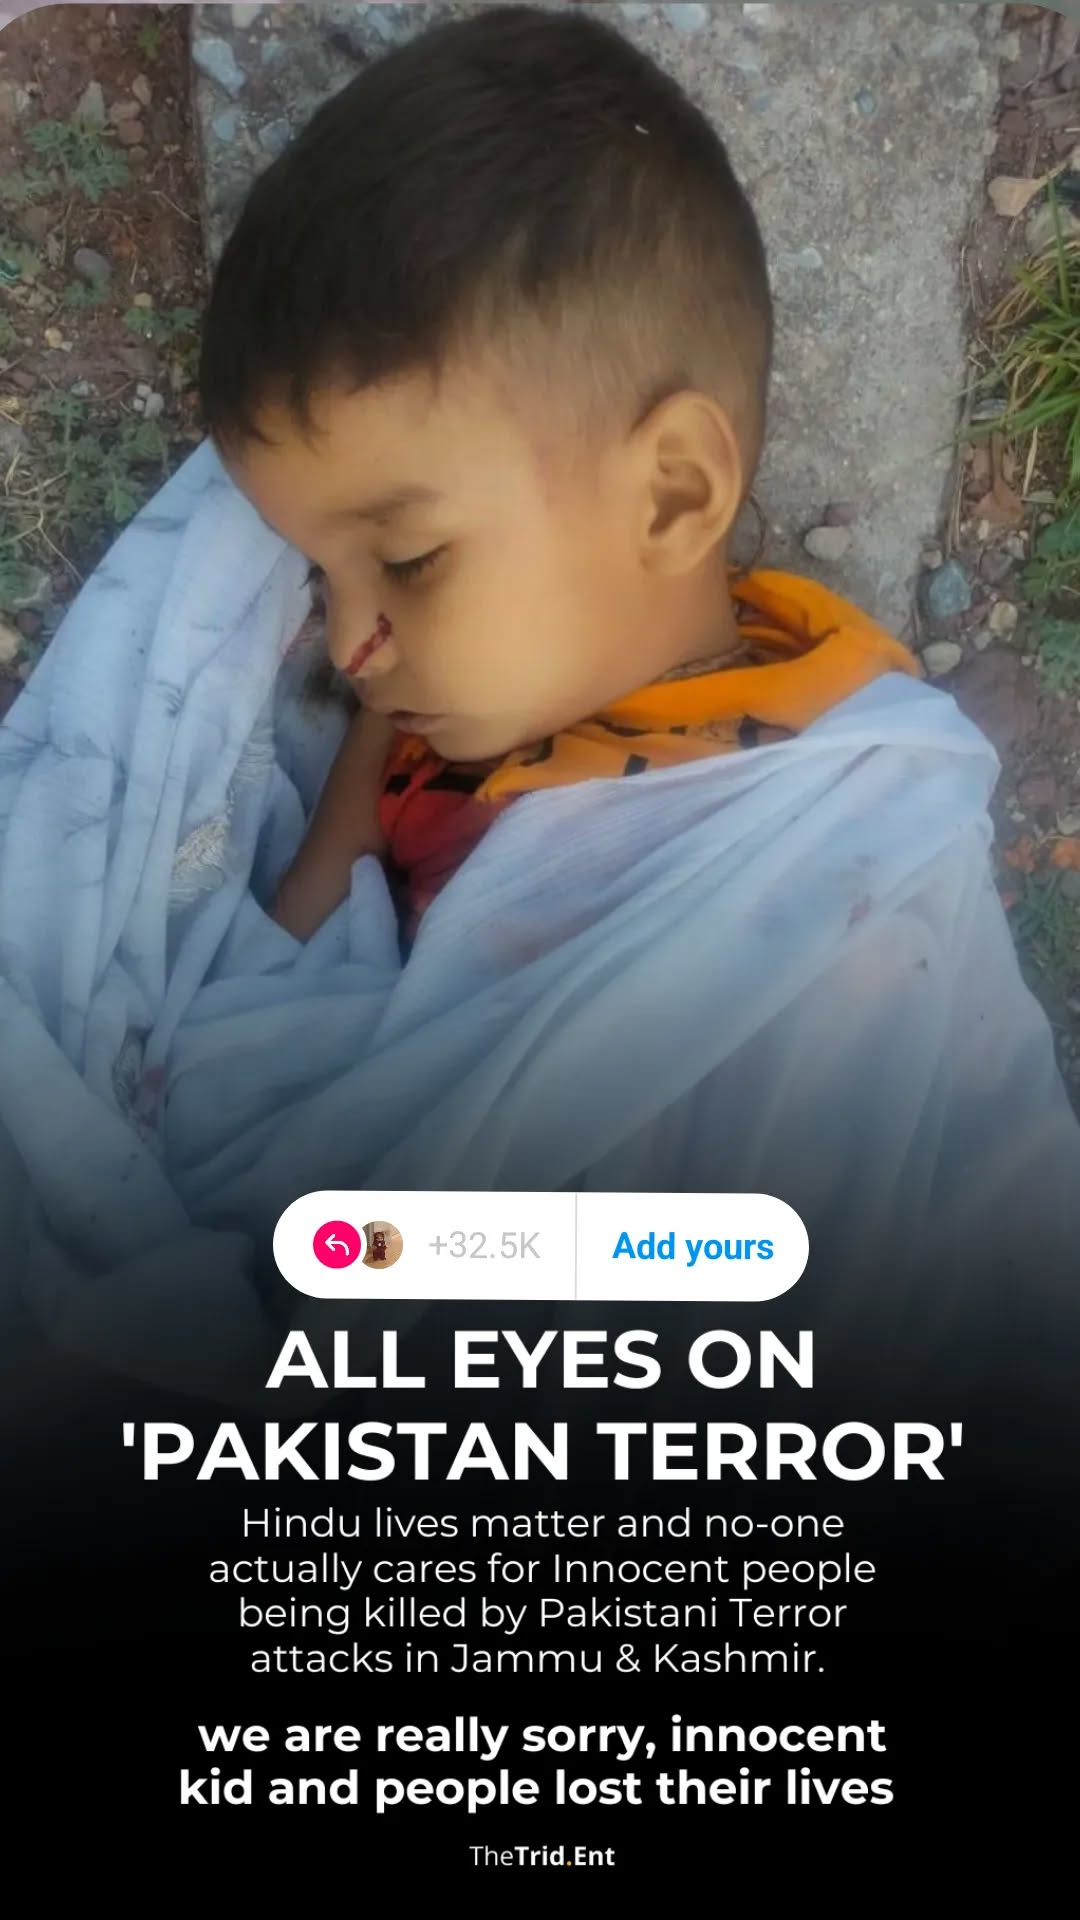 +32.5K
Add yours
ALL EYES ON
'PAKISTAN TERROR'
Hindu lives matter and no-one
actually cares for Innocent people
being killed by Pakistani Terror
attacks in Jammu & Kashmir.
we are really sorry, innocent
kid and people lost their lives
TheTrid.Ent